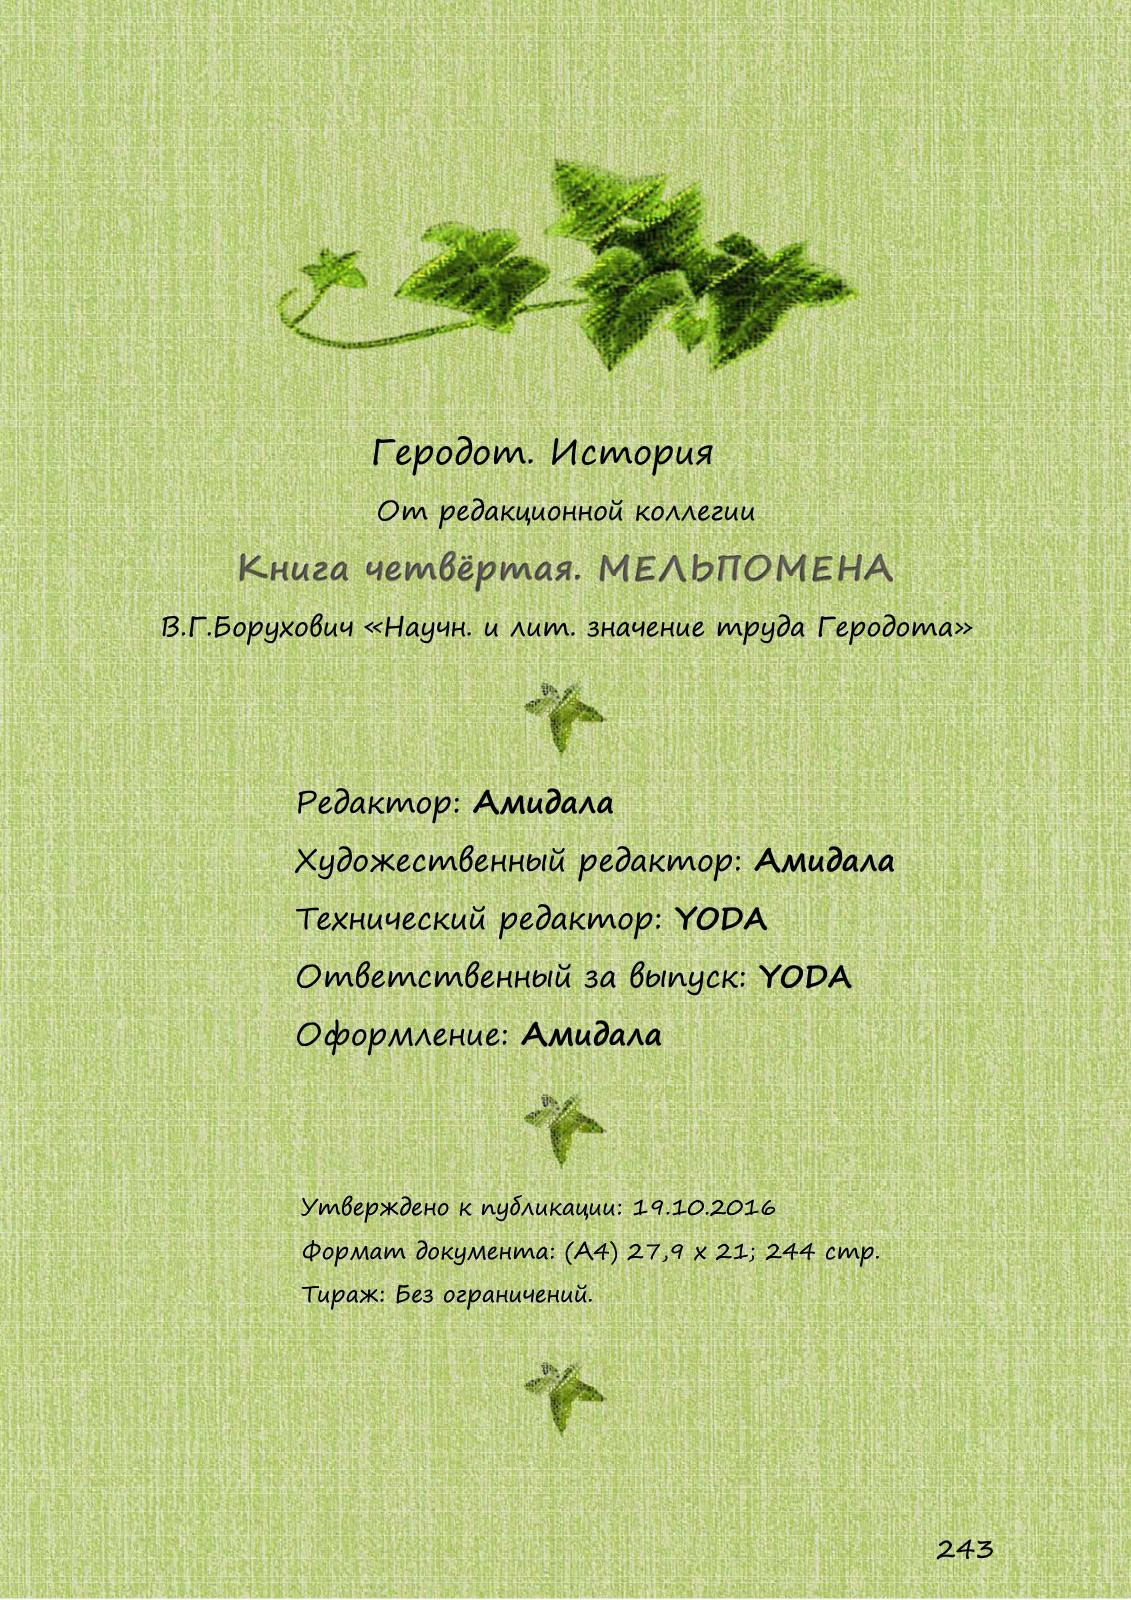 Геродот. История
От редакционной коллегии
Книга четвёртая. МЕЛЬПОМЕНА
В.Г.Борухович «Научн. и лит. значение труда Геродота»
Редактор: Амидала
Художественный редактор: Амидала
Технический редактор: YODA
Ответственный за выпуск: YODA
Оформление: Амидала
Утверждено к публикации: 19.10.2016
Формат документа: (А4) 27,9 х 21; 244 стр.
Тираж: Без ограничений.
243